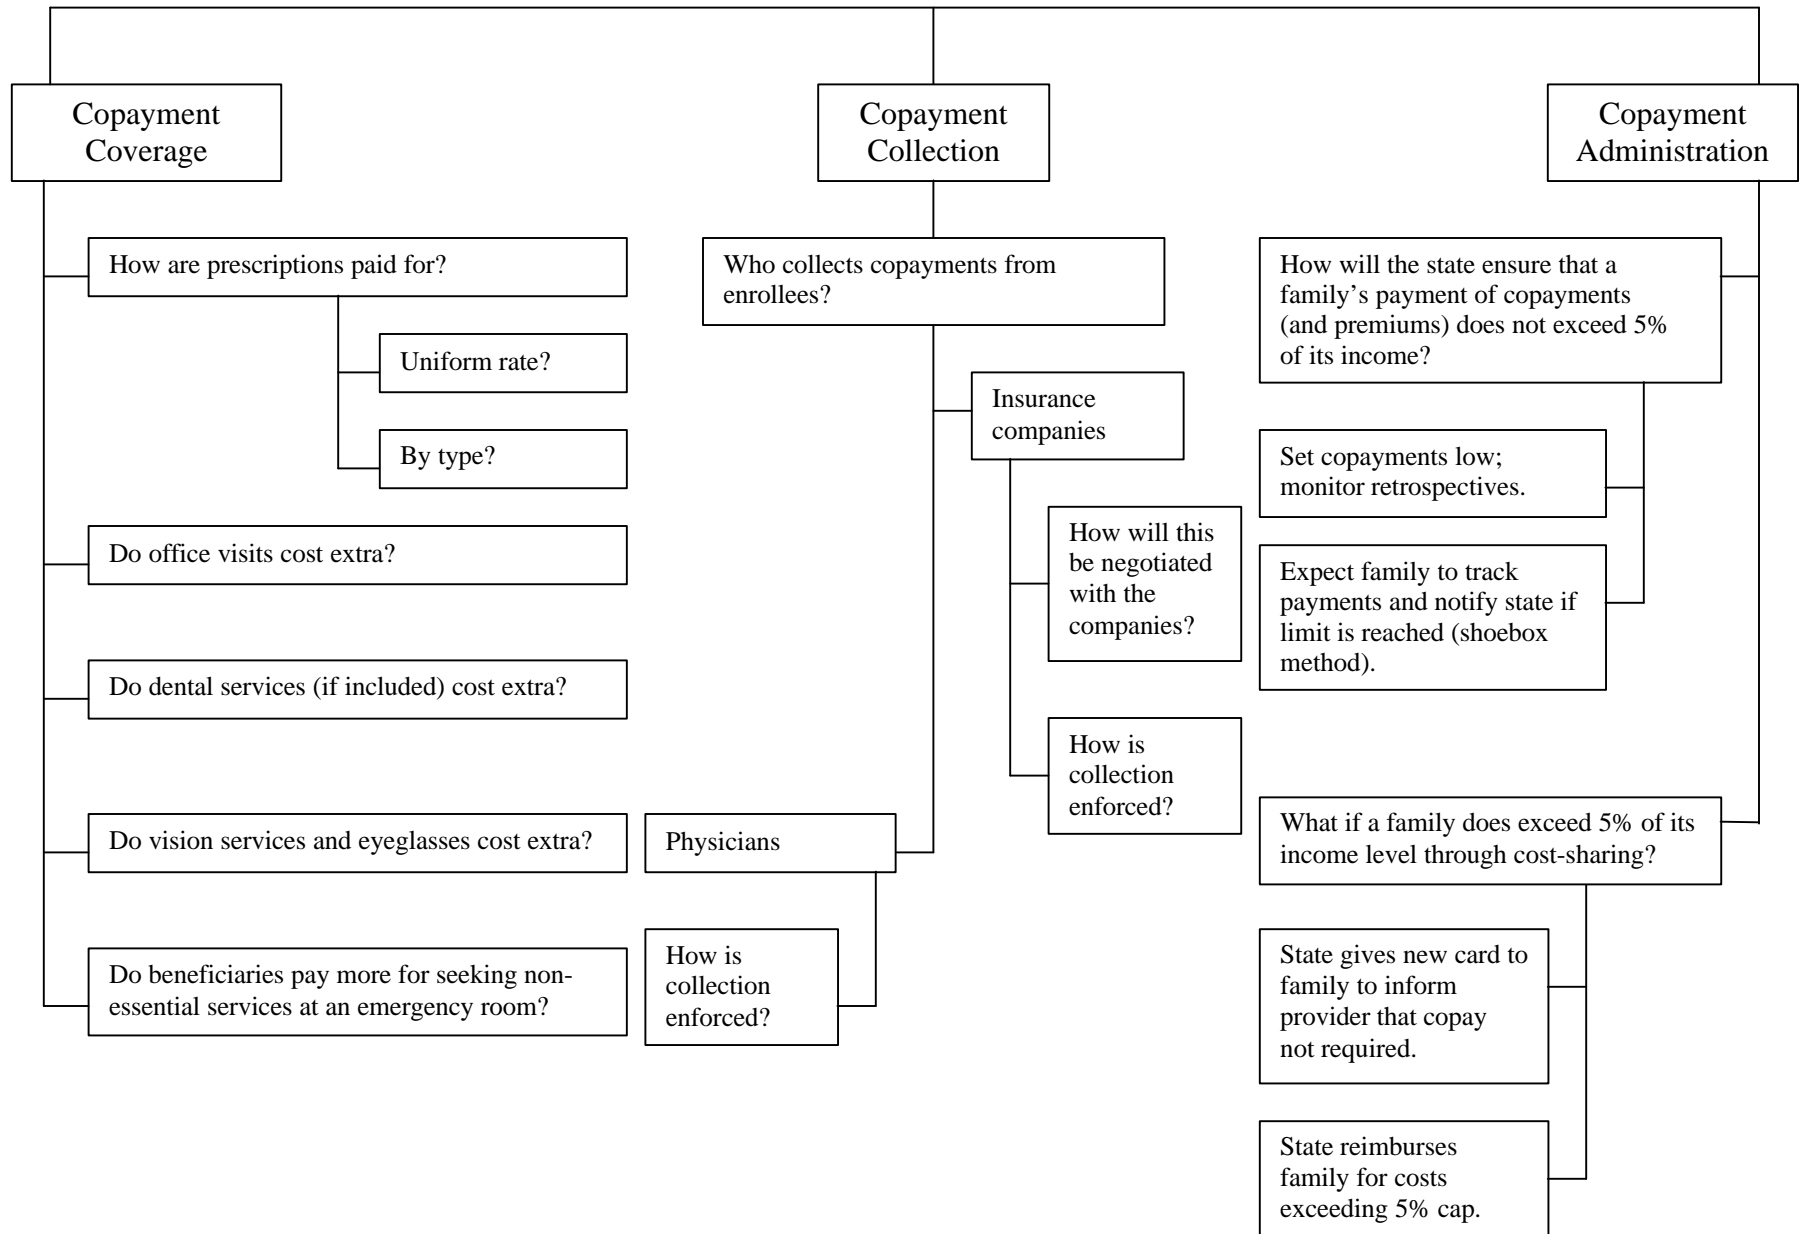 Copayment
Coverage
How are prescriptions paid for?
Uniform rate?
By type?
Do office visits cost extra?
Do dental services (if included) cost extra?
Do vision services and eyeglasses cost extra?
Do beneficiaries pay more for seeking non-
essential services at an emergency room?
Copayment
Collection
Who collects copayments from
enrollees?
Insurance
companies
How will this
be negotiated
with the
companies?
How is
collection
enforced?
Physicians
How is
collection
enforced?
Copayment
Administration
How will the state ensure that a
family’s payment of copayments
(and premiums) does not exceed 5%
of its income?
Set copayments low;
monitor retrospectives.
Expect family to track
payments and notify state if
limit is reached (shoebox
method).
What if a family does exceed 5% of its
income level through cost-sharing?
State gives new card to
family to inform
provider that copay
not required.
State reimburses
family for costs
exceeding 5% cap.